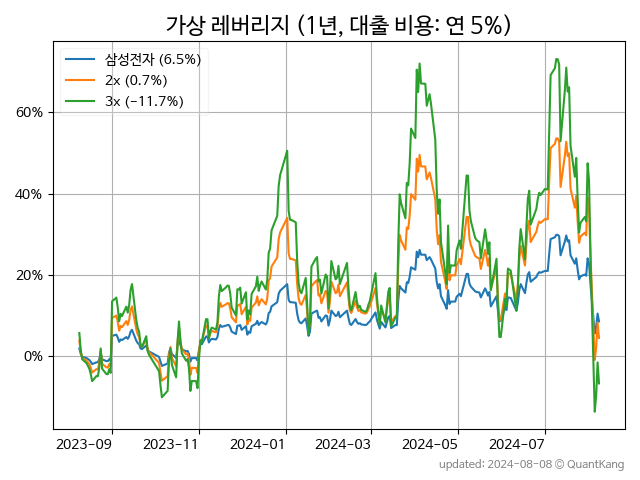 가상 레버리지 (1년, 대출 비용: 연 5%)
삼성전자 (6.5%)
2x (0.7%)
3x (−11.7%)
60%
40%
20%
0%
2023-09 2023-11 2024-01 2024-03 2024-05 2024-07
updated: 2024-08-08 © QuantKang